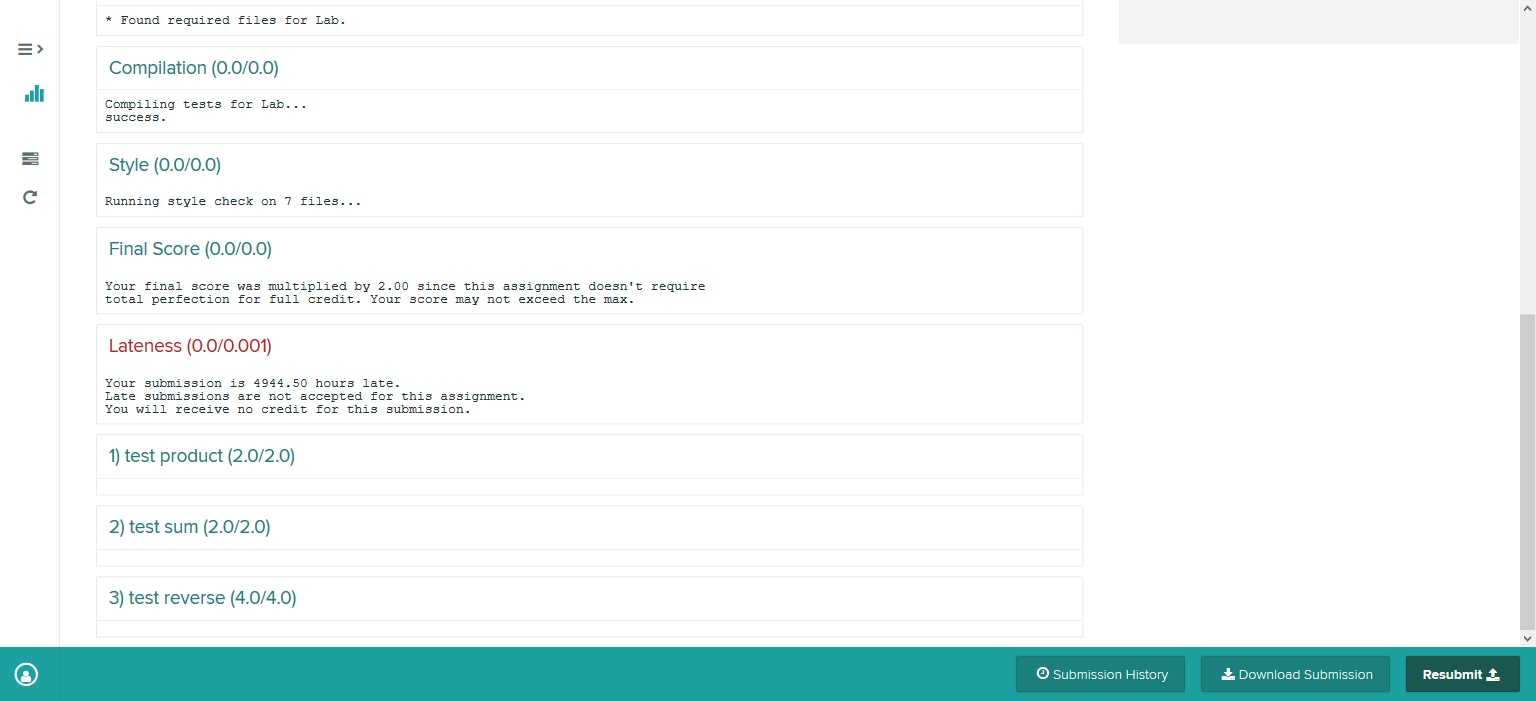 * Found required files for Lab.
Compilation (0.0/0.0)
Compiling tests for Lab...
success.
Style (0.0/0.0)
Running style check on 7 files...
Final Score (0.0/0.0)
Your final score was multiplied by 2.00 since this assignment doesn't require
total perfection for full credit. Your score may not exceed the max.
Lateness (0.0/0.001)
Your submission is 4944.50 hours late.
Late submissions are not accepted for this assignment.
You will receive no credit for this submission.
1) test product (2.0/2.0)
2) test sum (2.0/2.0)
3) test reverse (4.0/4.0)
Submission History
Download Submission
Resubmit